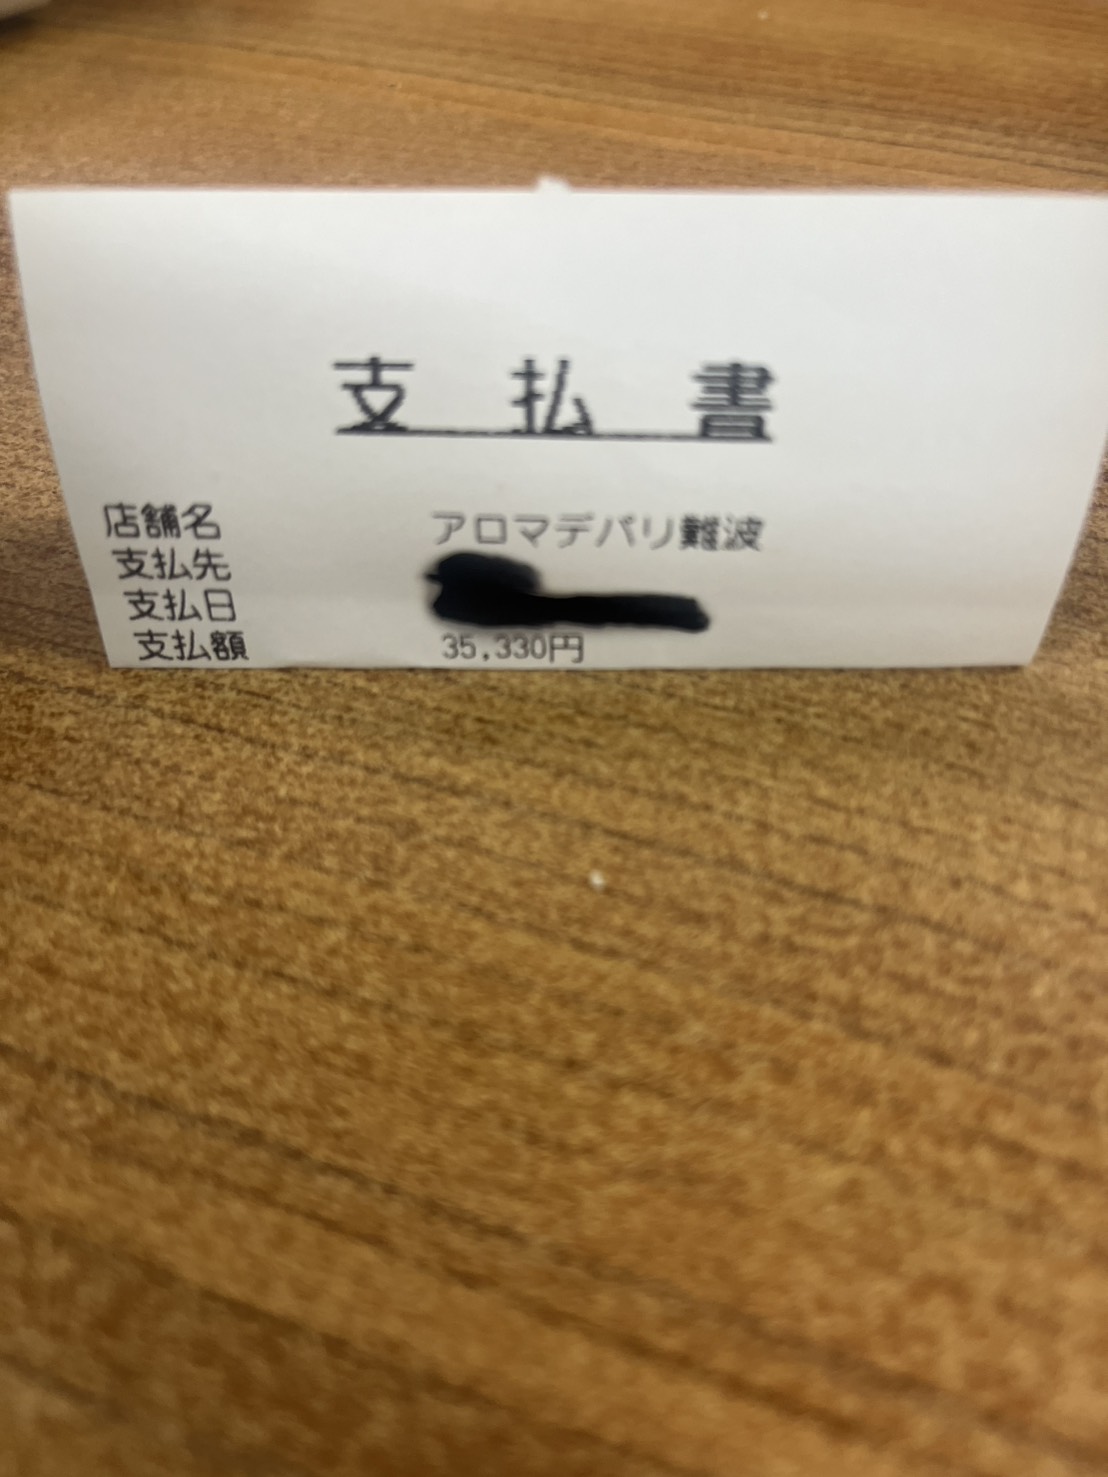 支払書
店舗名 アロマデパリ難波
支払先
支払日
支払額 35,330円